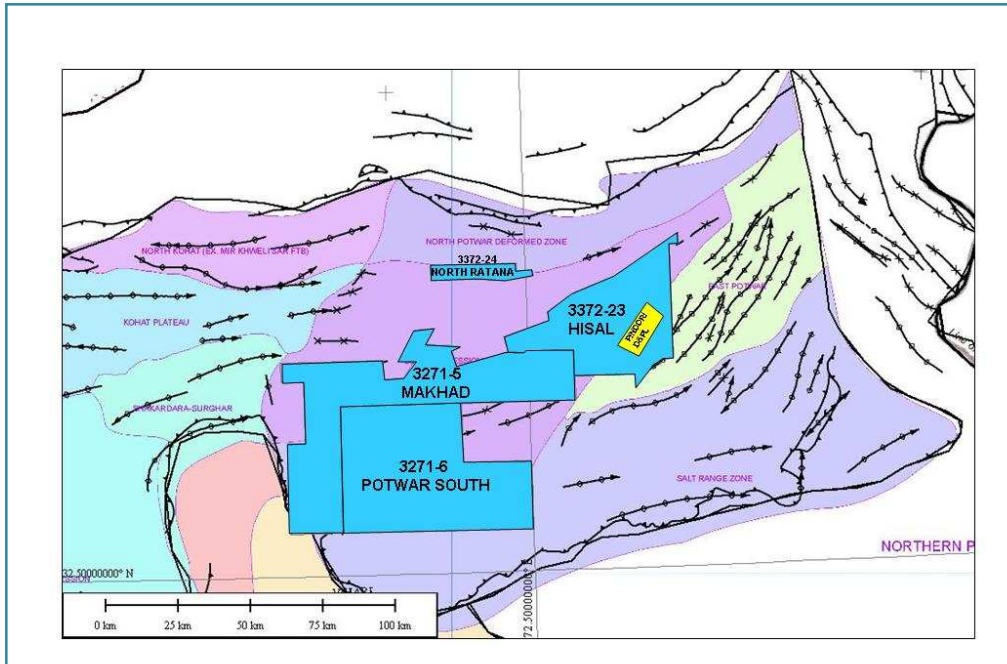 NORTH POTWAR DEFORMED ZONE
NORTH KOHAT (EX. MIR KHWELI SAR FTB)
3372-24
NORTH RATANA
EAST POTWAR
3372-23
HISAL
KOHAT PLATEAU
PINDORI
D&PL
3271-5
MAKHAD
SHAKARDARA-SURGHAR
3271-6
POTWAR SOUTH
SALT RANGE ZONE
NORTHERN P
32.50000000° N
72.50000000° E
0 km
25 km
50 km
75 km
100 km